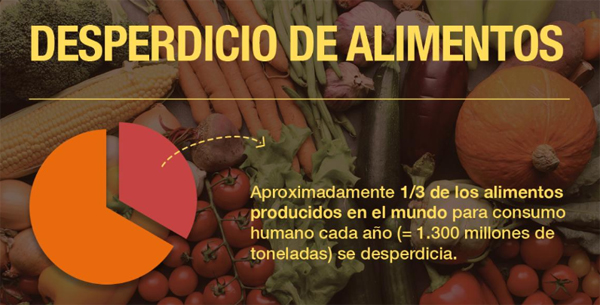 DESPERDICIO DE ALIMENTOS
Aproximadamente 1/3 de los alimentos
producidos en el mundo para consumo
humano cada año (= 1.300 millones de
toneladas) se desperdicia.